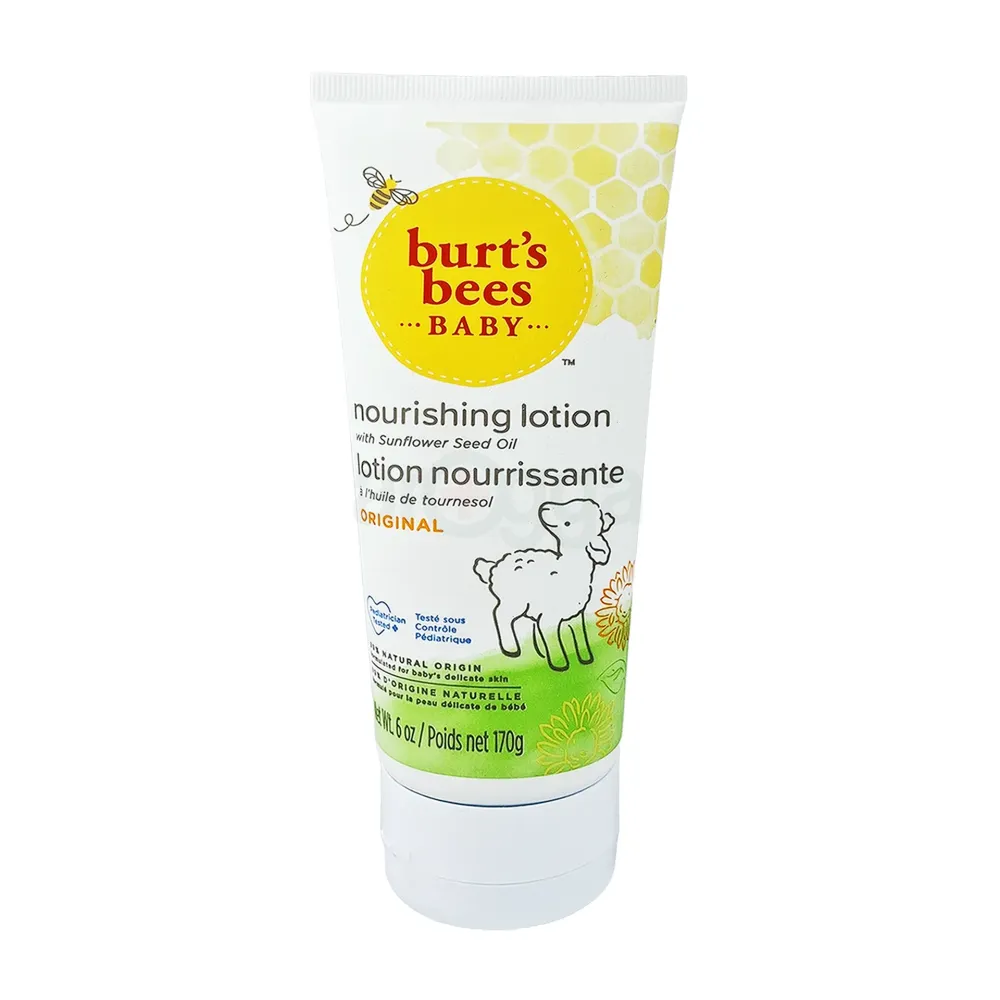 burt's
bees
BABY
TM
nourishing lotion
with Sunflower Seed Oil
lotion nourrissante
à l'huile de tournesol
ORIGINAL
Pediatrician
Tested
Testé sous
Contrôle
Pédiatrique
NATURAL ORIGIN
for baby's delicate skin
D'ORIGINE NATURELLE
pour la peau délicate de bébé
Wt. 6 oz / Poids net 170g